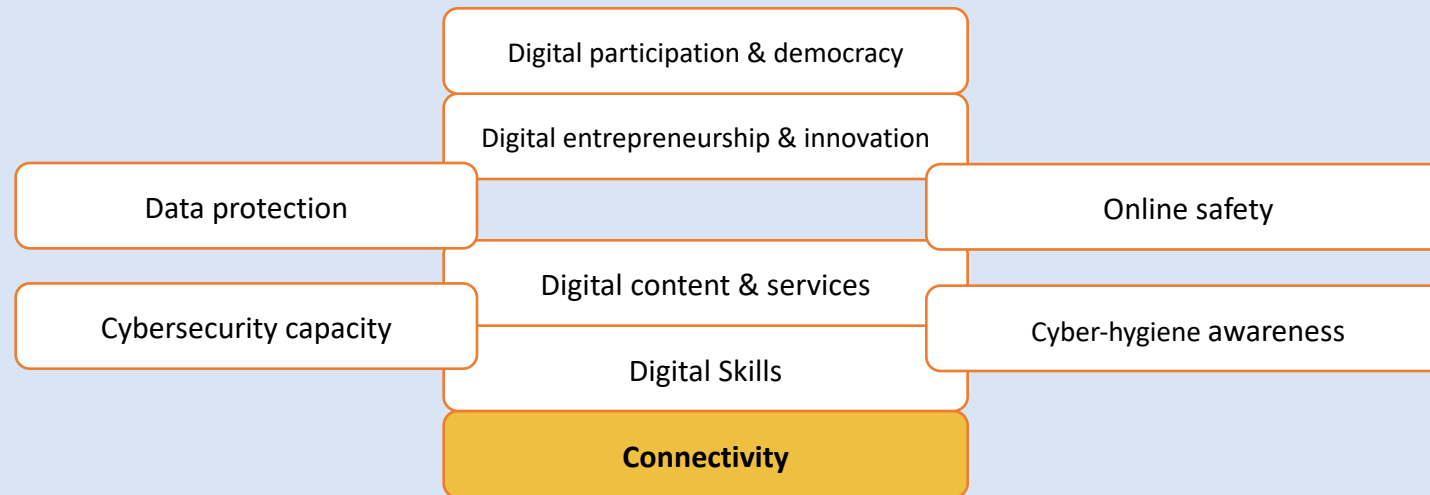 Digital participation & democracy
Digital entrepreneurship & innovation
Data protection
Online safety
Digital content & services
Cybersecurity capacity
Cyber-hygiene awareness
Digital Skills
Connectivity